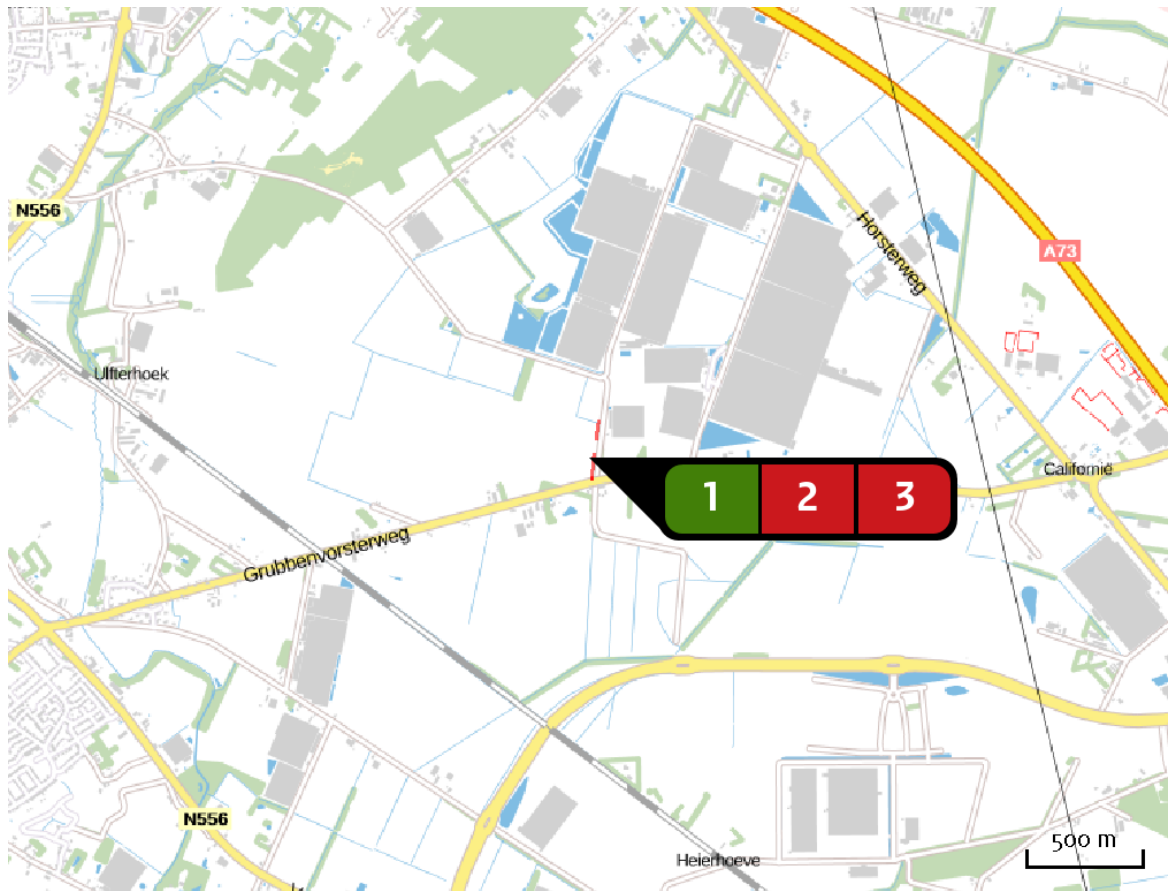 N556
Horsterweg
A73
Ulfterhoek
1 2 3
Californië
Grubbenvorsterweg
N556
Heierhoeve
500 m